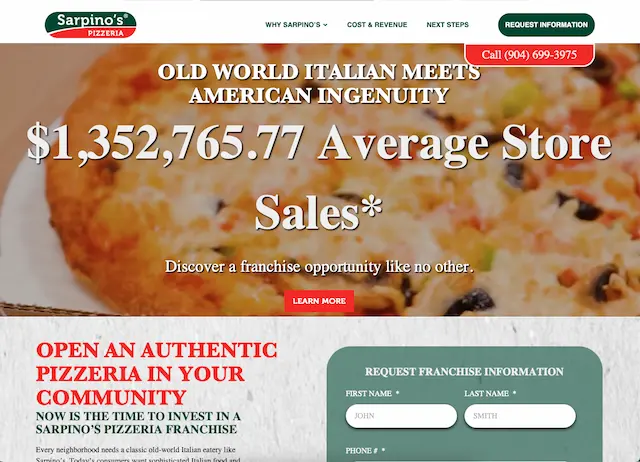 Sarpino's®
PIZZERIA
WHY SARPINO'S
COST & REVENUE
NEXT STEPS
REQUEST INFORMATION
Call (904) 699-3975
OLD WORLD ITALIAN MEETS
AMERICAN INGENUITY
$1,352,765.77 Average Store
Sales*
Discover a franchise opportunity like no other.
LEARN MORE
OPEN AN AUTHENTIC
PIZZERIA IN YOUR
COMMUNITY
NOW IS THE TIME TO INVEST IN A
SARPINO'S PIZZERIA FRANCHISE
Every neighborhood needs a classic old-world Italian eatery like
Sarpino's. Today's consumers want sophisticated Italian food and
REQUEST FRANCHISE INFORMATION
FIRST NAME *
LAST NAME *
JOHN
SMITH
PHONE # *